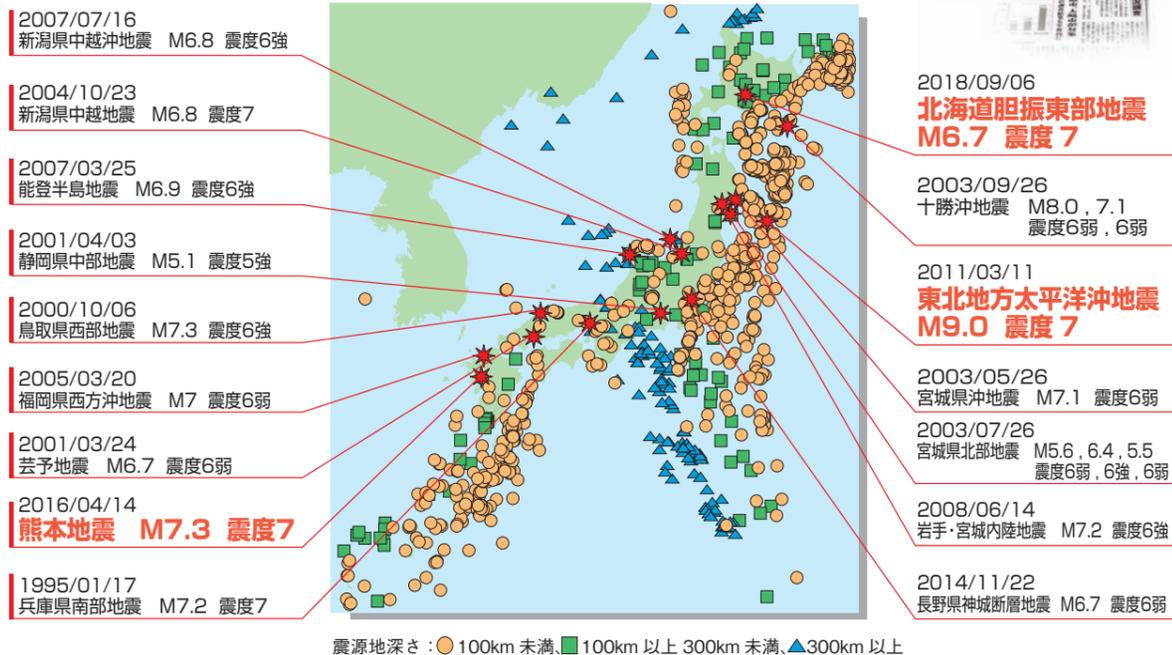 2007/07/16
新潟県中越沖地震　M6.8 震度6強
2004/10/23
新潟県中越地震　M6.8 震度7
2007/03/25
能登半島地震　M6.9 震度6強
2001/04/03
静岡県中部地震　M5.1 震度5強
2000/10/06
鳥取県西部地震　M7.3 震度6強
2005/03/20
福岡県西方沖地震　M7 震度6弱
2001/03/24
芸予地震　M6.7 震度6弱
2016/04/14
熊本地震　M7.3 震度7
1995/01/17
兵庫県南部地震　M7.2 震度7
2018/09/06
北海道胆振東部地震
M6.7 震度7
2003/09/26
十勝沖地震　M8.0 , 7.1
震度6弱 , 6弱
2011/03/11
東北地方太平洋沖地震
M9.0 震度7
2003/05/26
宮城県沖地震　M7.1 震度6弱
2003/07/26
宮城県北部地震　M5.6 , 6.4 , 5.5
震度6弱 , 6強 , 6弱
2008/06/14
岩手・宮城内陸地震　M7.2 震度6強
2014/11/22
長野県神城断層地震 M6.7 震度6弱
震源地深さ：100km 未満、100km 以上 300km 未満、300km 以上